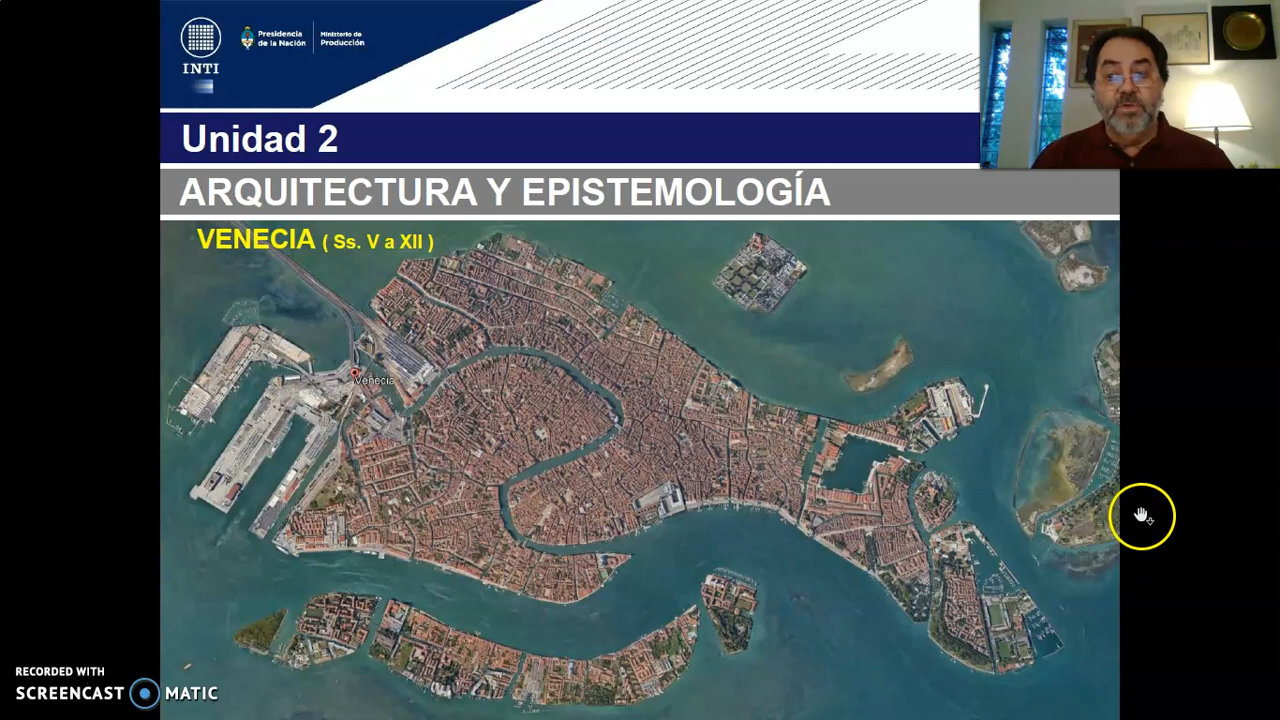 INTI
Presidencia
de la Nación
Ministerio de
Producción
Unidad 2
ARQUITECTURA Y EPISTEMOLOGÍA
VENECIA ( Ss. V a XII )
Venecia
RECORDED WITH
SCREENCAST MATIC